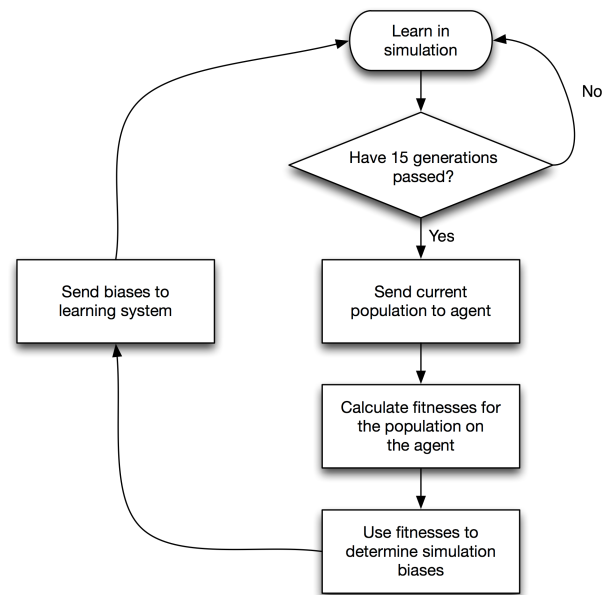 Learn in
simulation
No
Have 15 generations
passed?
Yes
Send biases to
learning system
Send current
population to agent
Calculate fitnesses for
the population on
the agent
Use fitnesses to
determine simulation
biases